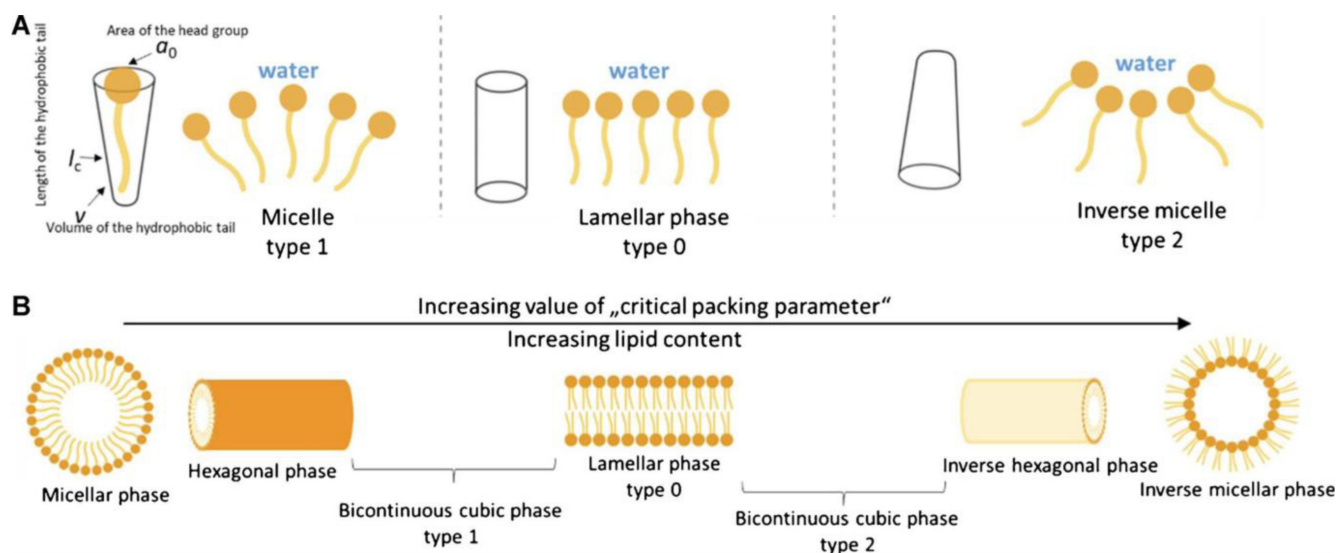 A
Length of the hydrophobic tail
Area of the head group
a0
lc
v
Volume of the hydrophobic tail
water
Micelle
type 1
water
Lamellar phase
type 0
water
Inverse micelle
type 2
B
Increasing value of „critical packing parameter“
Increasing lipid content
Micellar phase
Hexagonal phase
Bicontinuous cubic phase
type 1
Lamellar phase
type 0
Bicontinuous cubic phase
type 2
Inverse hexagonal phase
Inverse micellar phase